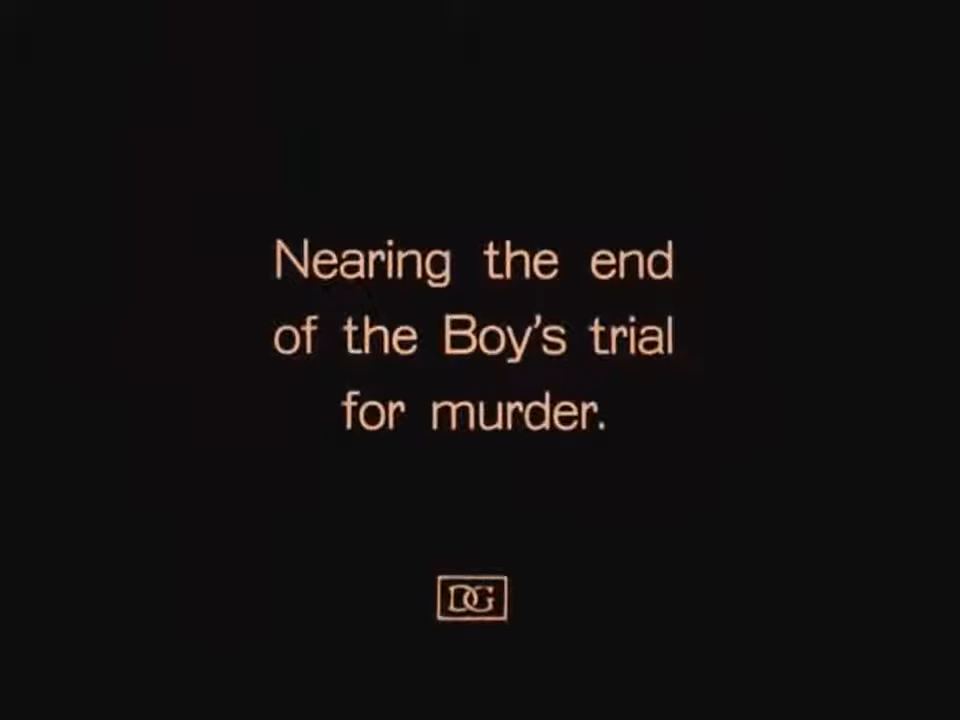 Nearing the end
of the Boy's trial
for murder.
DG